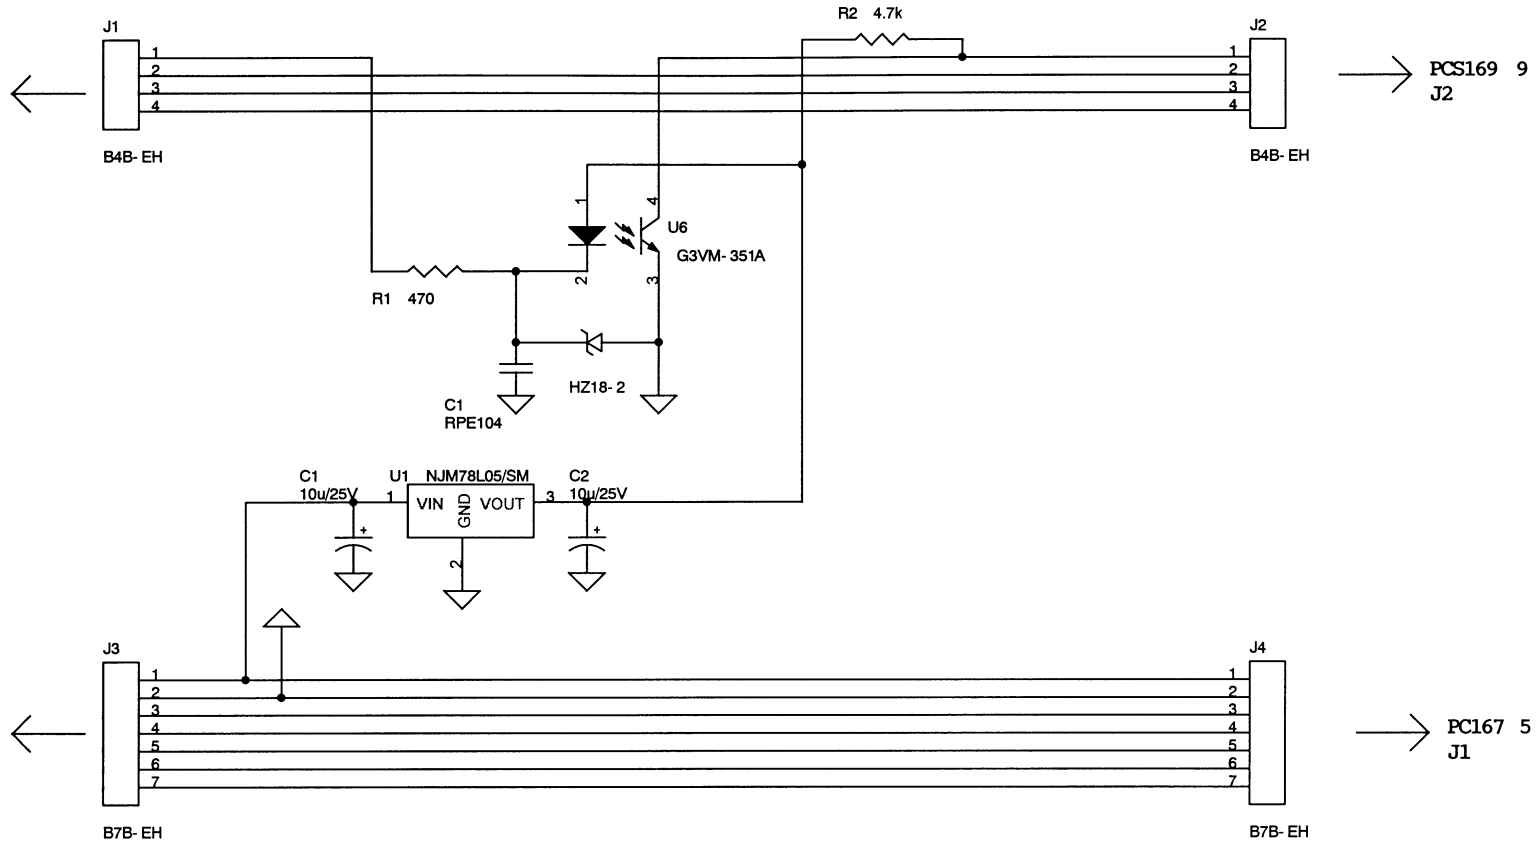 R2 4.7k
J1
J2
1
2
3
4
1
2
3
4
PCS169 9
J2
B4B-EH
B4B-EH
1
4
U6
G3VM-351A
2
3
R1 470
HZ18-2
C1
RPE104
C1
10u/25V
U1
NJM78L05/SM
C2
10u/25V
1
VIN
GND
VOUT
3
+
+
2
J3
J4
1
2
3
4
5
6
7
1
2
3
4
5
6
7
PC167 5
J1
B7B-EH
B7B-EH